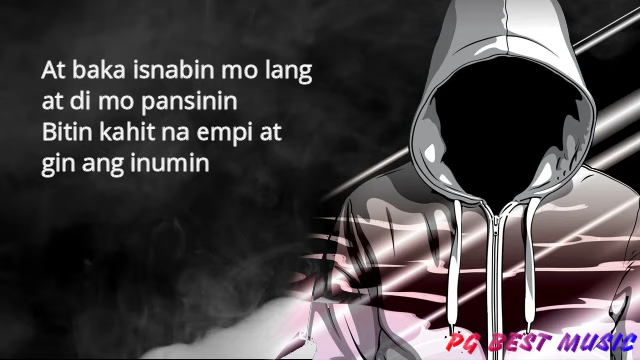 At baka isnabin mo lang
at di mo pansinin
Bitin kahit na empi at
gin ang inumin
PG BEST MUSIC